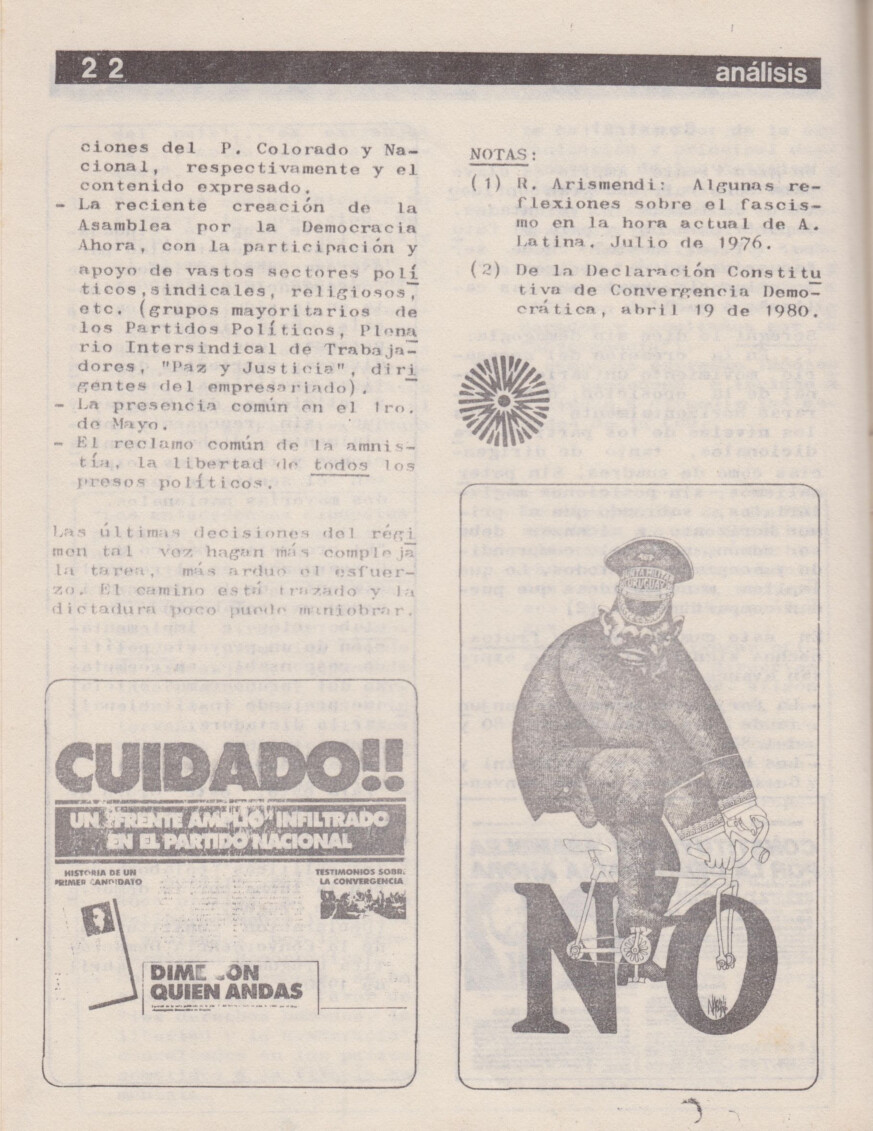 22
análisis
ciones del P. Colorado y Na-
cional, respectivamente y el
contenido expresado.
- La reciente creación de la
Asamblea por la Democracia
Ahora, con la participación y
apoyo de vastos sectores polí
ticos,sindicales, religiosos,
etc. (grupos mayoritarios de
los Partidos Políticos, Plena
rio Intersindical de Trabaja-
dores, "Paz y Justicia", diri
gentes del empresariado).
- La presencia común en el 1ro.
de Mayo.
- El reclamo común de la amnis-
tía, la libertad de todos los
presos políticos.
Las últimas decisiones del régi
men tal vez hagan más compleja
la tarea, más arduo el esfuer-
zo. El camino está trazado y la
dictadura poco puede maniobrar.
CUIDADO!!
UN "FRENTE AMPLIO" INFILTRADO
EN EL PARTIDO NACIONAL
HISTORIA DE UN
PRIMER CANDIDATO
TESTIMONIOS SOBR.
LA CONVERGENCIA
DIME CON
QUIEN ANDAS
NOTAS:
(1) R. Arismendi: Algunas re-
flexiones sobre el fascis-
mo en la hora actual de A.
Latina. Julio de 1976.
(2) De la Declaración Constitu
tiva de Convergencia Demo-
crática, abril 19 de 1980.
JUNTA MILITAR
URUGUAY
NO